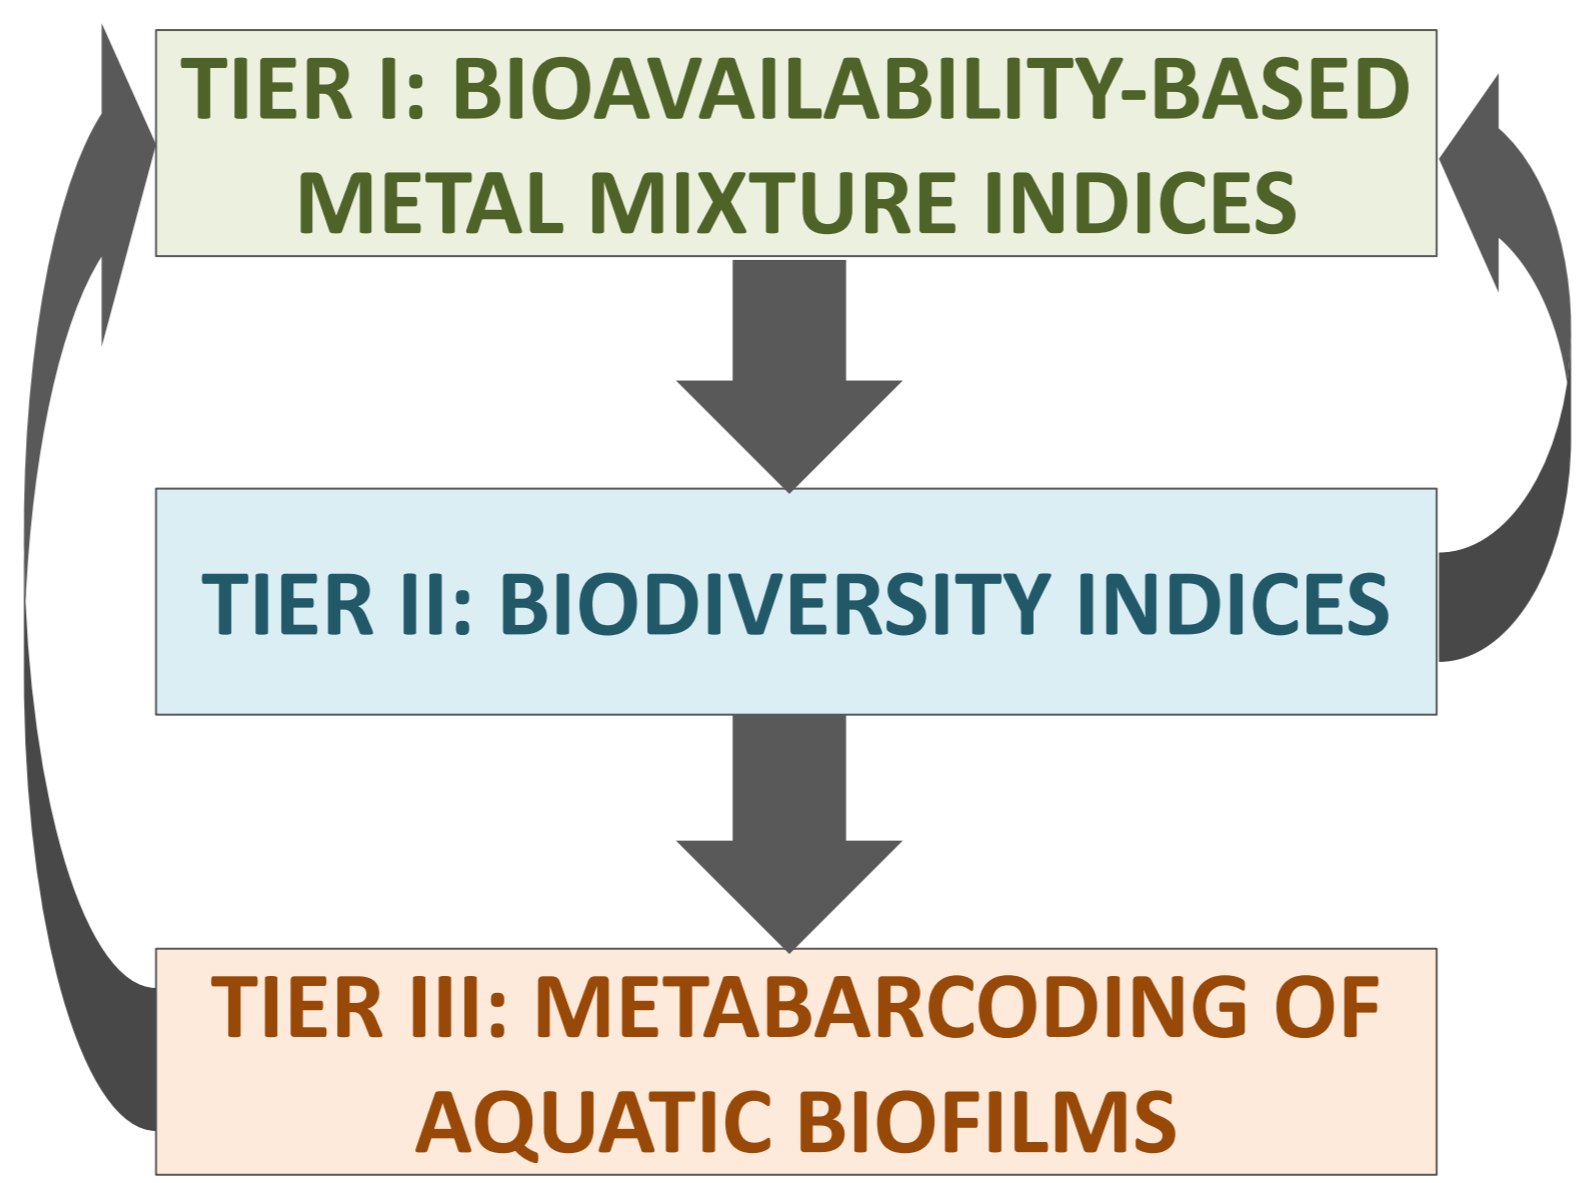 TIER I: BIOAVAILABILITY-BASED
METAL MIXTURE INDICES
TIER II: BIODIVERSITY INDICES
TIER III: METABARCODING OF
AQUATIC BIOFILMS